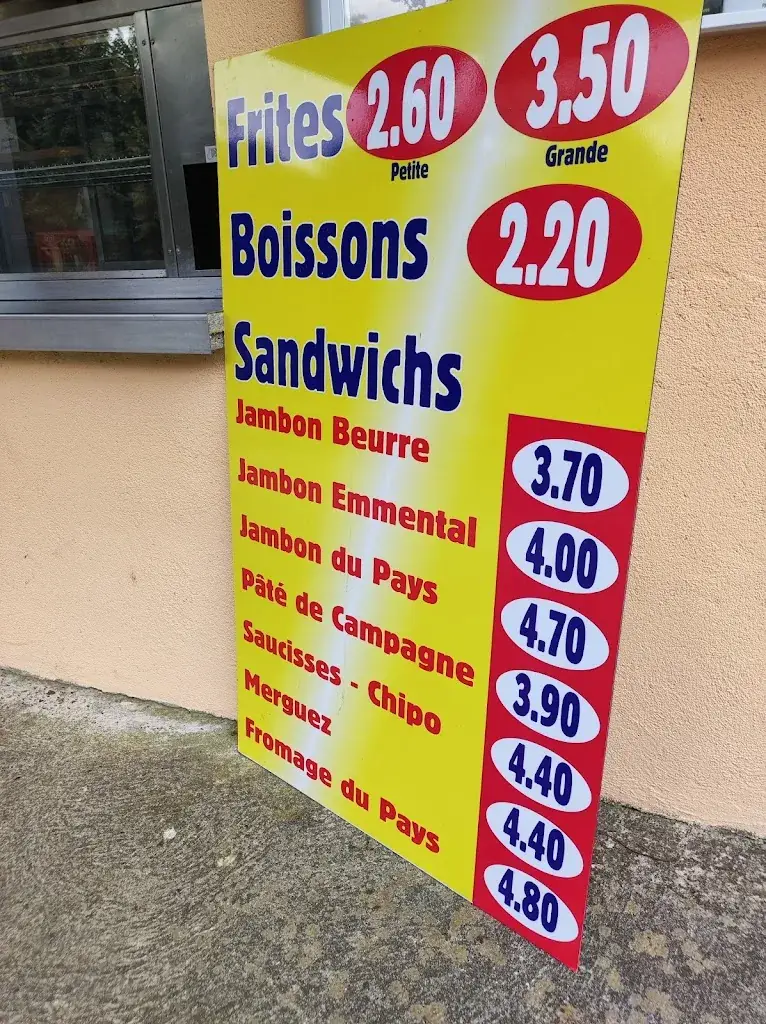 Frites 2.60 3.50
Petite Grande
Boissons 2.20
Sandwichs
Jambon Beurre 3.70
Jambon Emmental 4.00
Jambon du Pays 4.70
Pâté de Campagne 3.90
Saucisses - Chipo 4.40
Merguez 4.40
Fromage du Pays 4.80